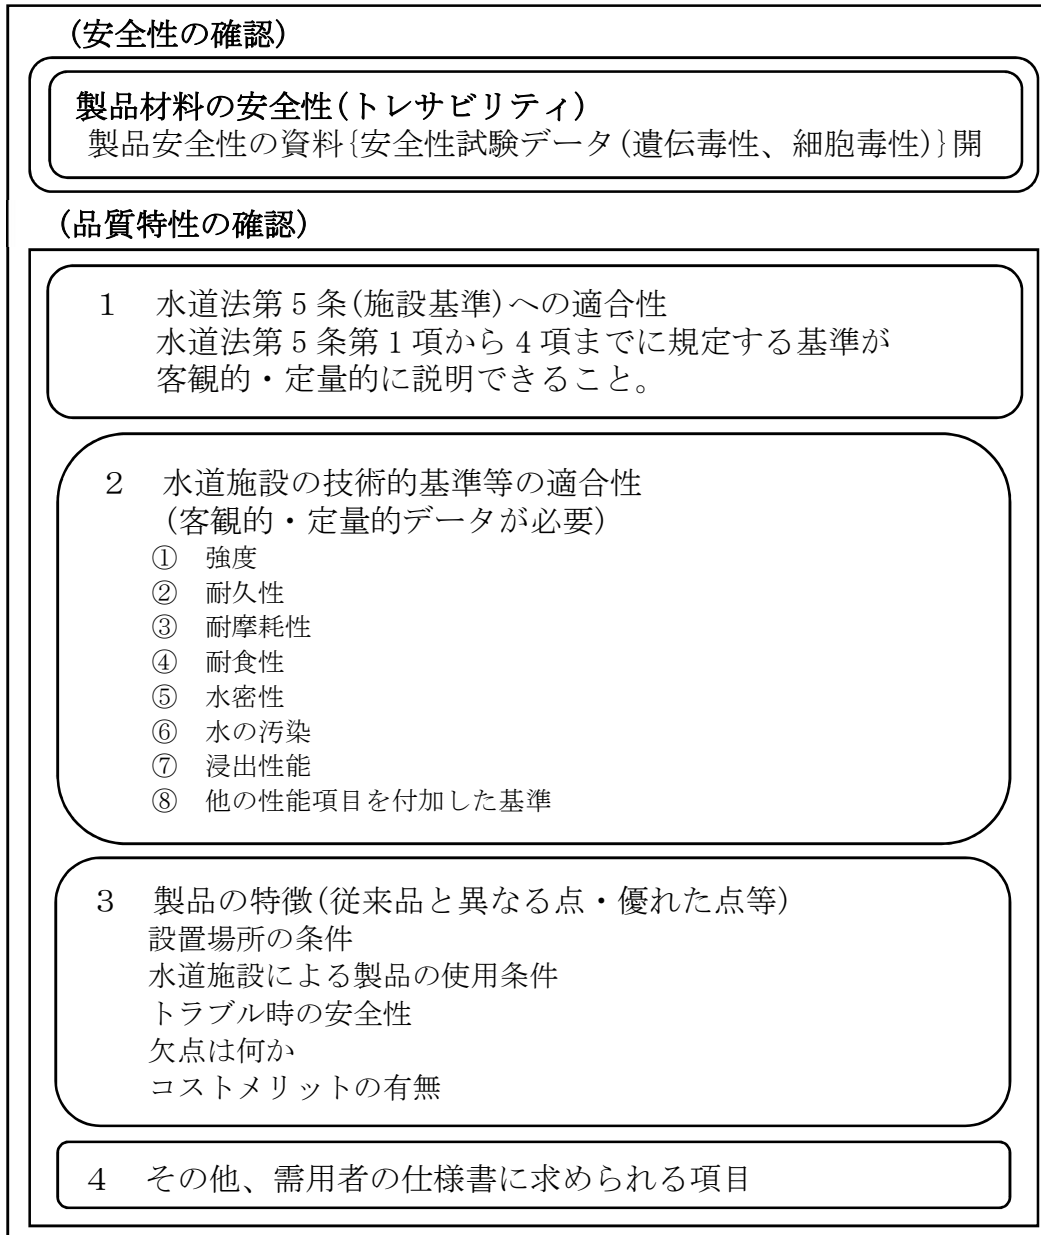 (安全性の確認)
製品材料の安全性(トレサビリティ)
製品安全性の資料{安全性試験データ(遺伝毒性、細胞毒性)}開
(品質特性の確認)
1 水道法第5条(施設基準)への適合性
水道法第5条第1項から4項までに規定する基準が
客観的・定量的に説明できること。
2 水道施設の技術的基準等の適合性
(客観的・定量的データが必要)
① 強度
② 耐久性
③ 耐摩耗性
④ 耐食性
⑤ 水密性
⑥ 水の汚染
⑦ 浸出性能
⑧ 他の性能項目を付加した基準
3 製品の特徴(従来品と異なる点・優れた点等)
設置場所の条件
水道施設による製品の使用条件
トラブル時の安全性
欠点は何か
コストメリットの有無
4 その他、需用者の仕様書に求められる項目